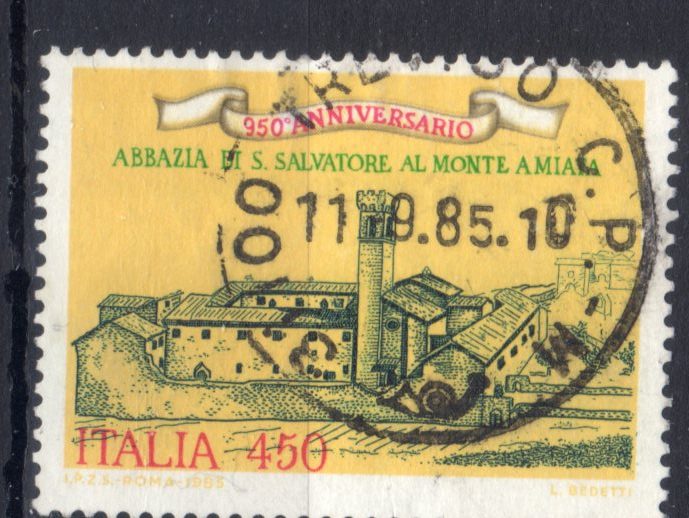 950° ANNIVERSARIO
ABBAZIA DI S. SALVATORE AL MONTE AMIATA
11.9.85.10
C.P.
ITALIA 450
I.P.Z.S.-ROMA-1985
L. BEDETTI